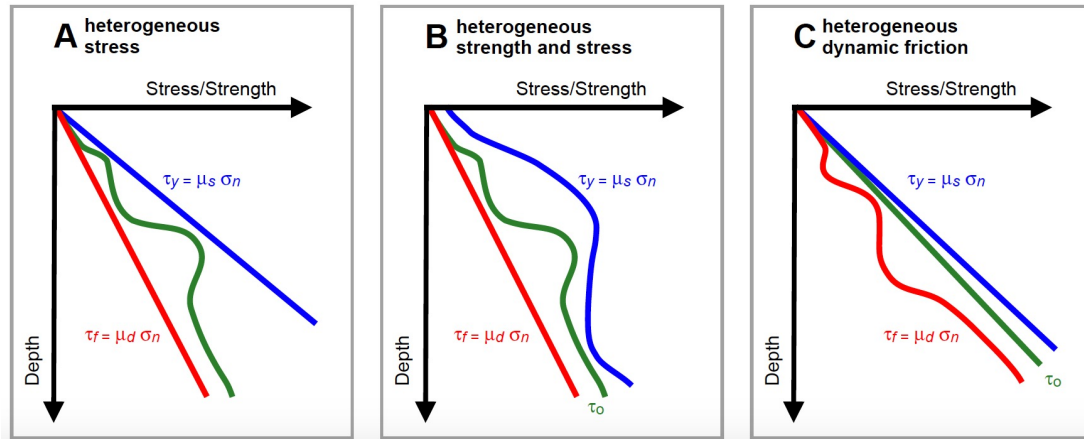 A heterogeneous
stress
Stress/Strength
τy = μs σn
τf = μd σn
Depth
B heterogeneous
strength and stress
Stress/Strength
τy = μs σn
τf = μd σn
τo
Depth
C heterogeneous
dynamic friction
Stress/Strength
τy = μs σn
τf = μd σn
τo
Depth